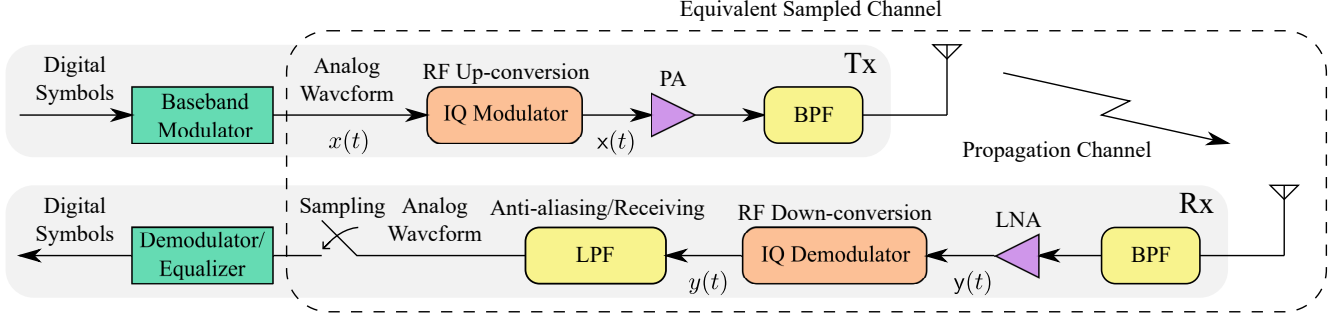 Equivalent Sampled Channel
Digital
Symbols
Baseband
Modulator
Analog
Wavcform
x(t)
RF Up-conversion
IQ Modulator
x(t)
PA
BPF
Tx
Propagation Channel
Digital
Symbols
Demodulator/
Equalizer
Sampling
Analog
Wavcform
Anti-aliasing/Receiving
LPF
y(t)
RF Down-conversion
IQ Demodulator
y(t)
LNA
BPF
Rx